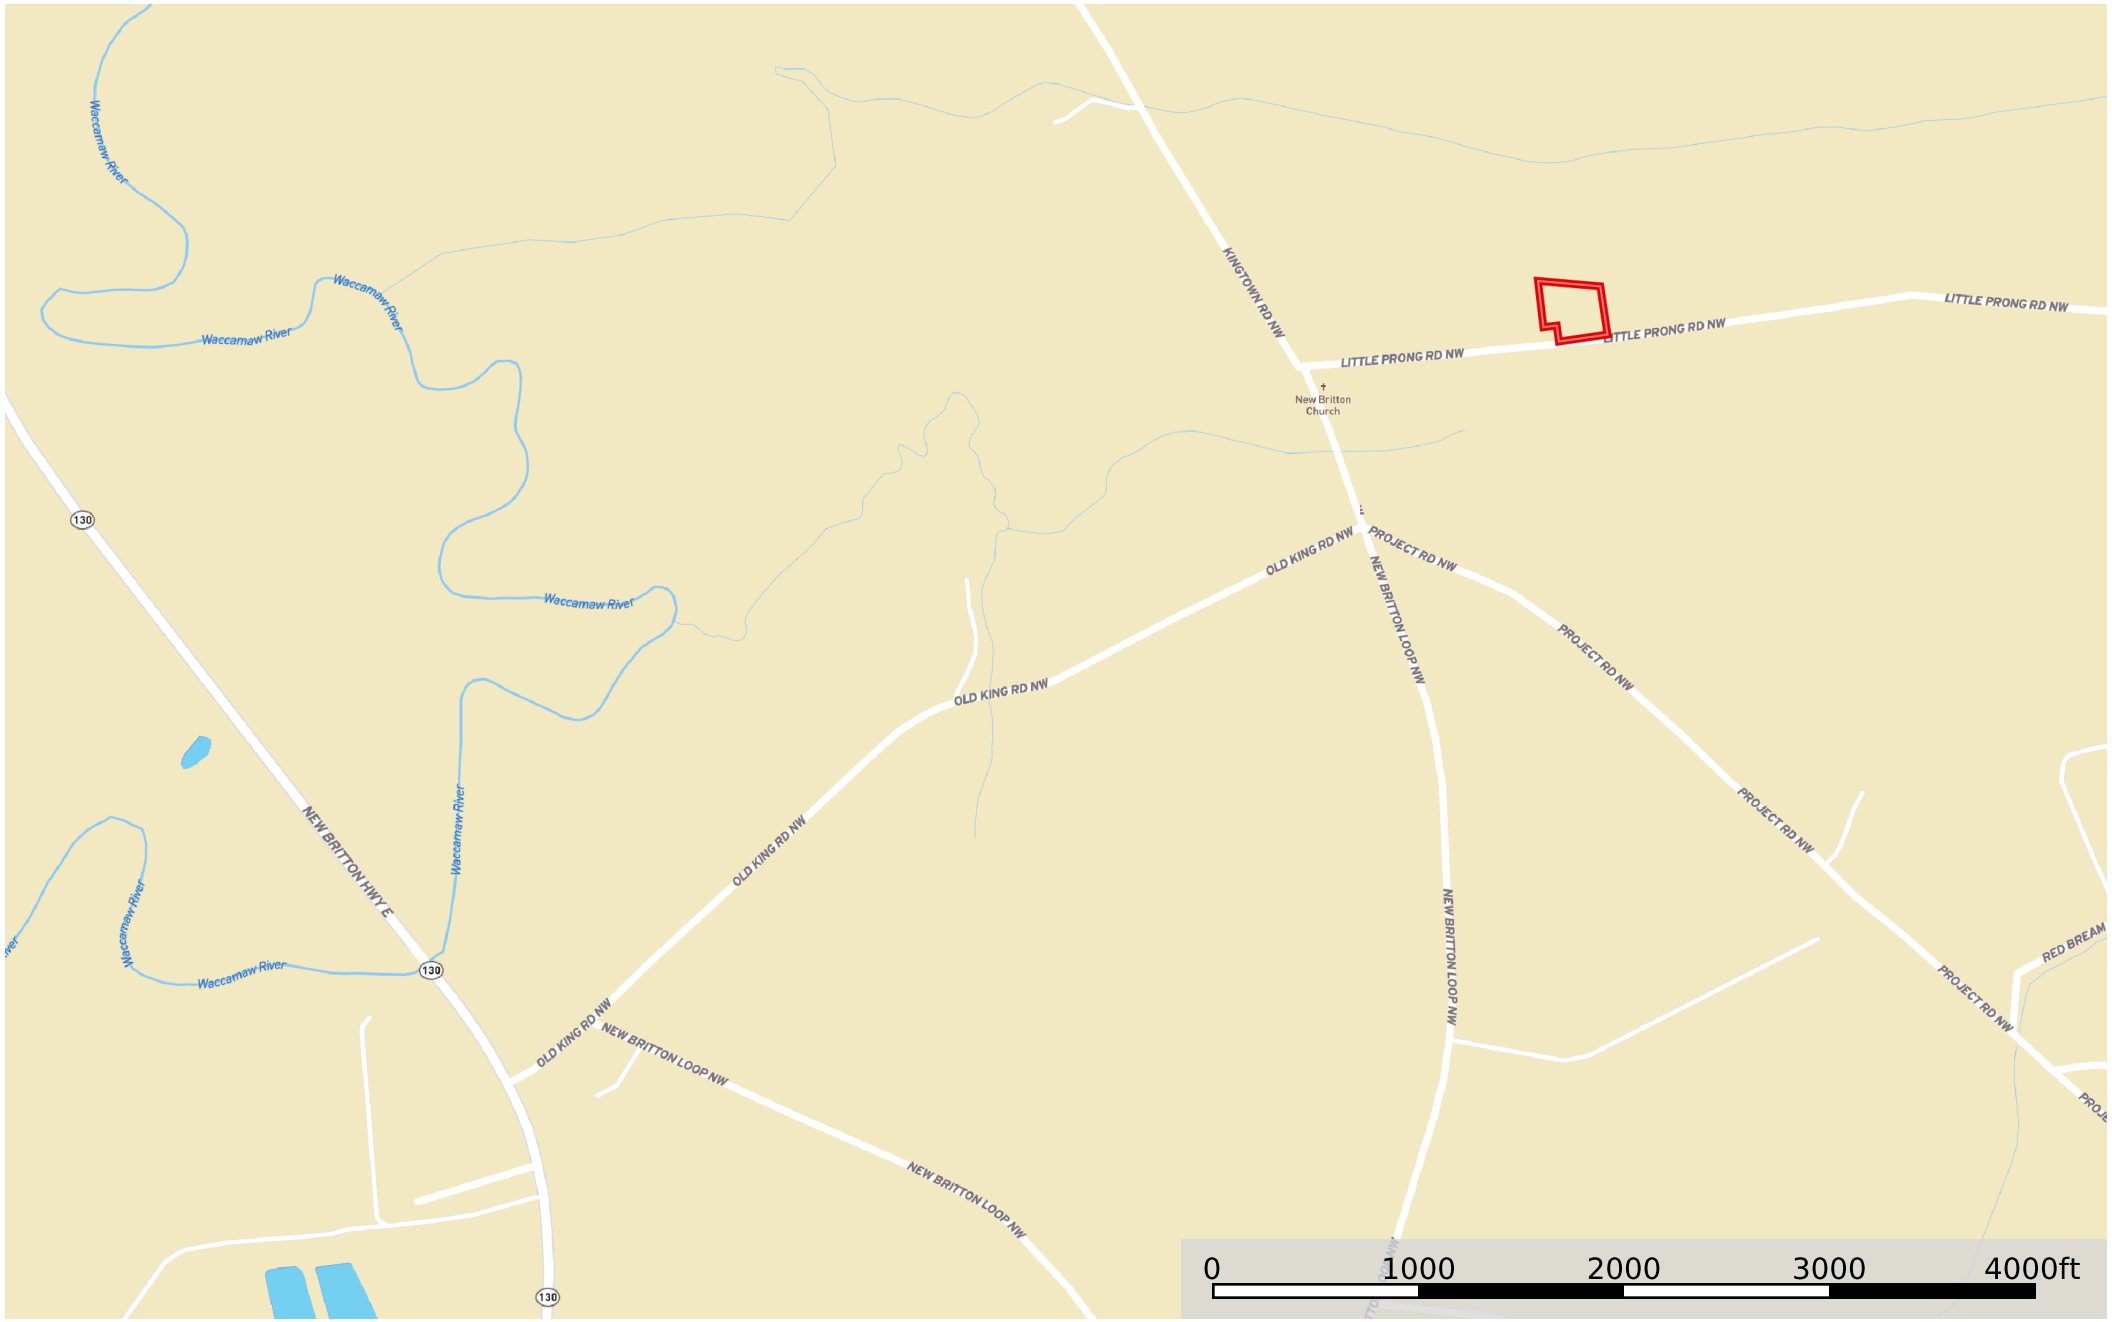 Waccamaw River
KINGTOWN RD NW
Waccamaw River
Waccamaw River
LITTLE PRONG RD NW
LITTLE PRONG RD NW
LITTLE PRONG RD NW
New Britton
Church
130
OLD KING RD NW
PROJECT RD NW
NEW BRITTON LOOP NW
Waccamaw River
PROJECT RD NW
OLD KING RD NW
Waccamaw River
NEW BRITTON HWY E
OLD KING RD NW
PROJECT RD NW
Waccamaw River
NEW BRITTON LOOP NW
RED BREAM
iver
Waccamaw River
130
PROJECT RD NW
OLD KING RD NW
NEW BRITTON LOOP NW
PROJE
NEW BRITTON LOOP NW
130
0 1000 2000 3000 4000ft